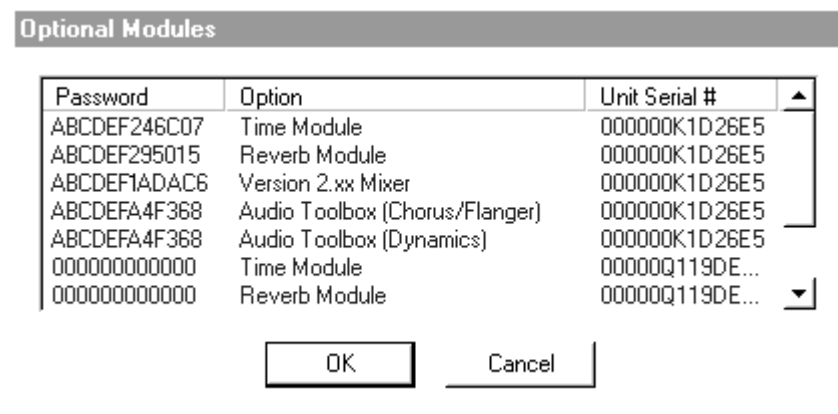 Optional Modules
Password Option Unit Serial #
ABCDEF246C07 Time Module 000000K1D26E5
ABCDEF295015 Reverb Module 000000K1D26E5
ABCDEF1ADAC6 Version 2.xx Mixer 000000K1D26E5
ABCDEFA4F368 Audio Toolbox (Chorus/Flanger) 000000K1D26E5
ABCDEFA4F368 Audio Toolbox (Dynamics) 000000K1D26E5
000000000000 Time Module 00000Q119DE...
000000000000 Reverb Module 00000Q119DE...
OK Cancel